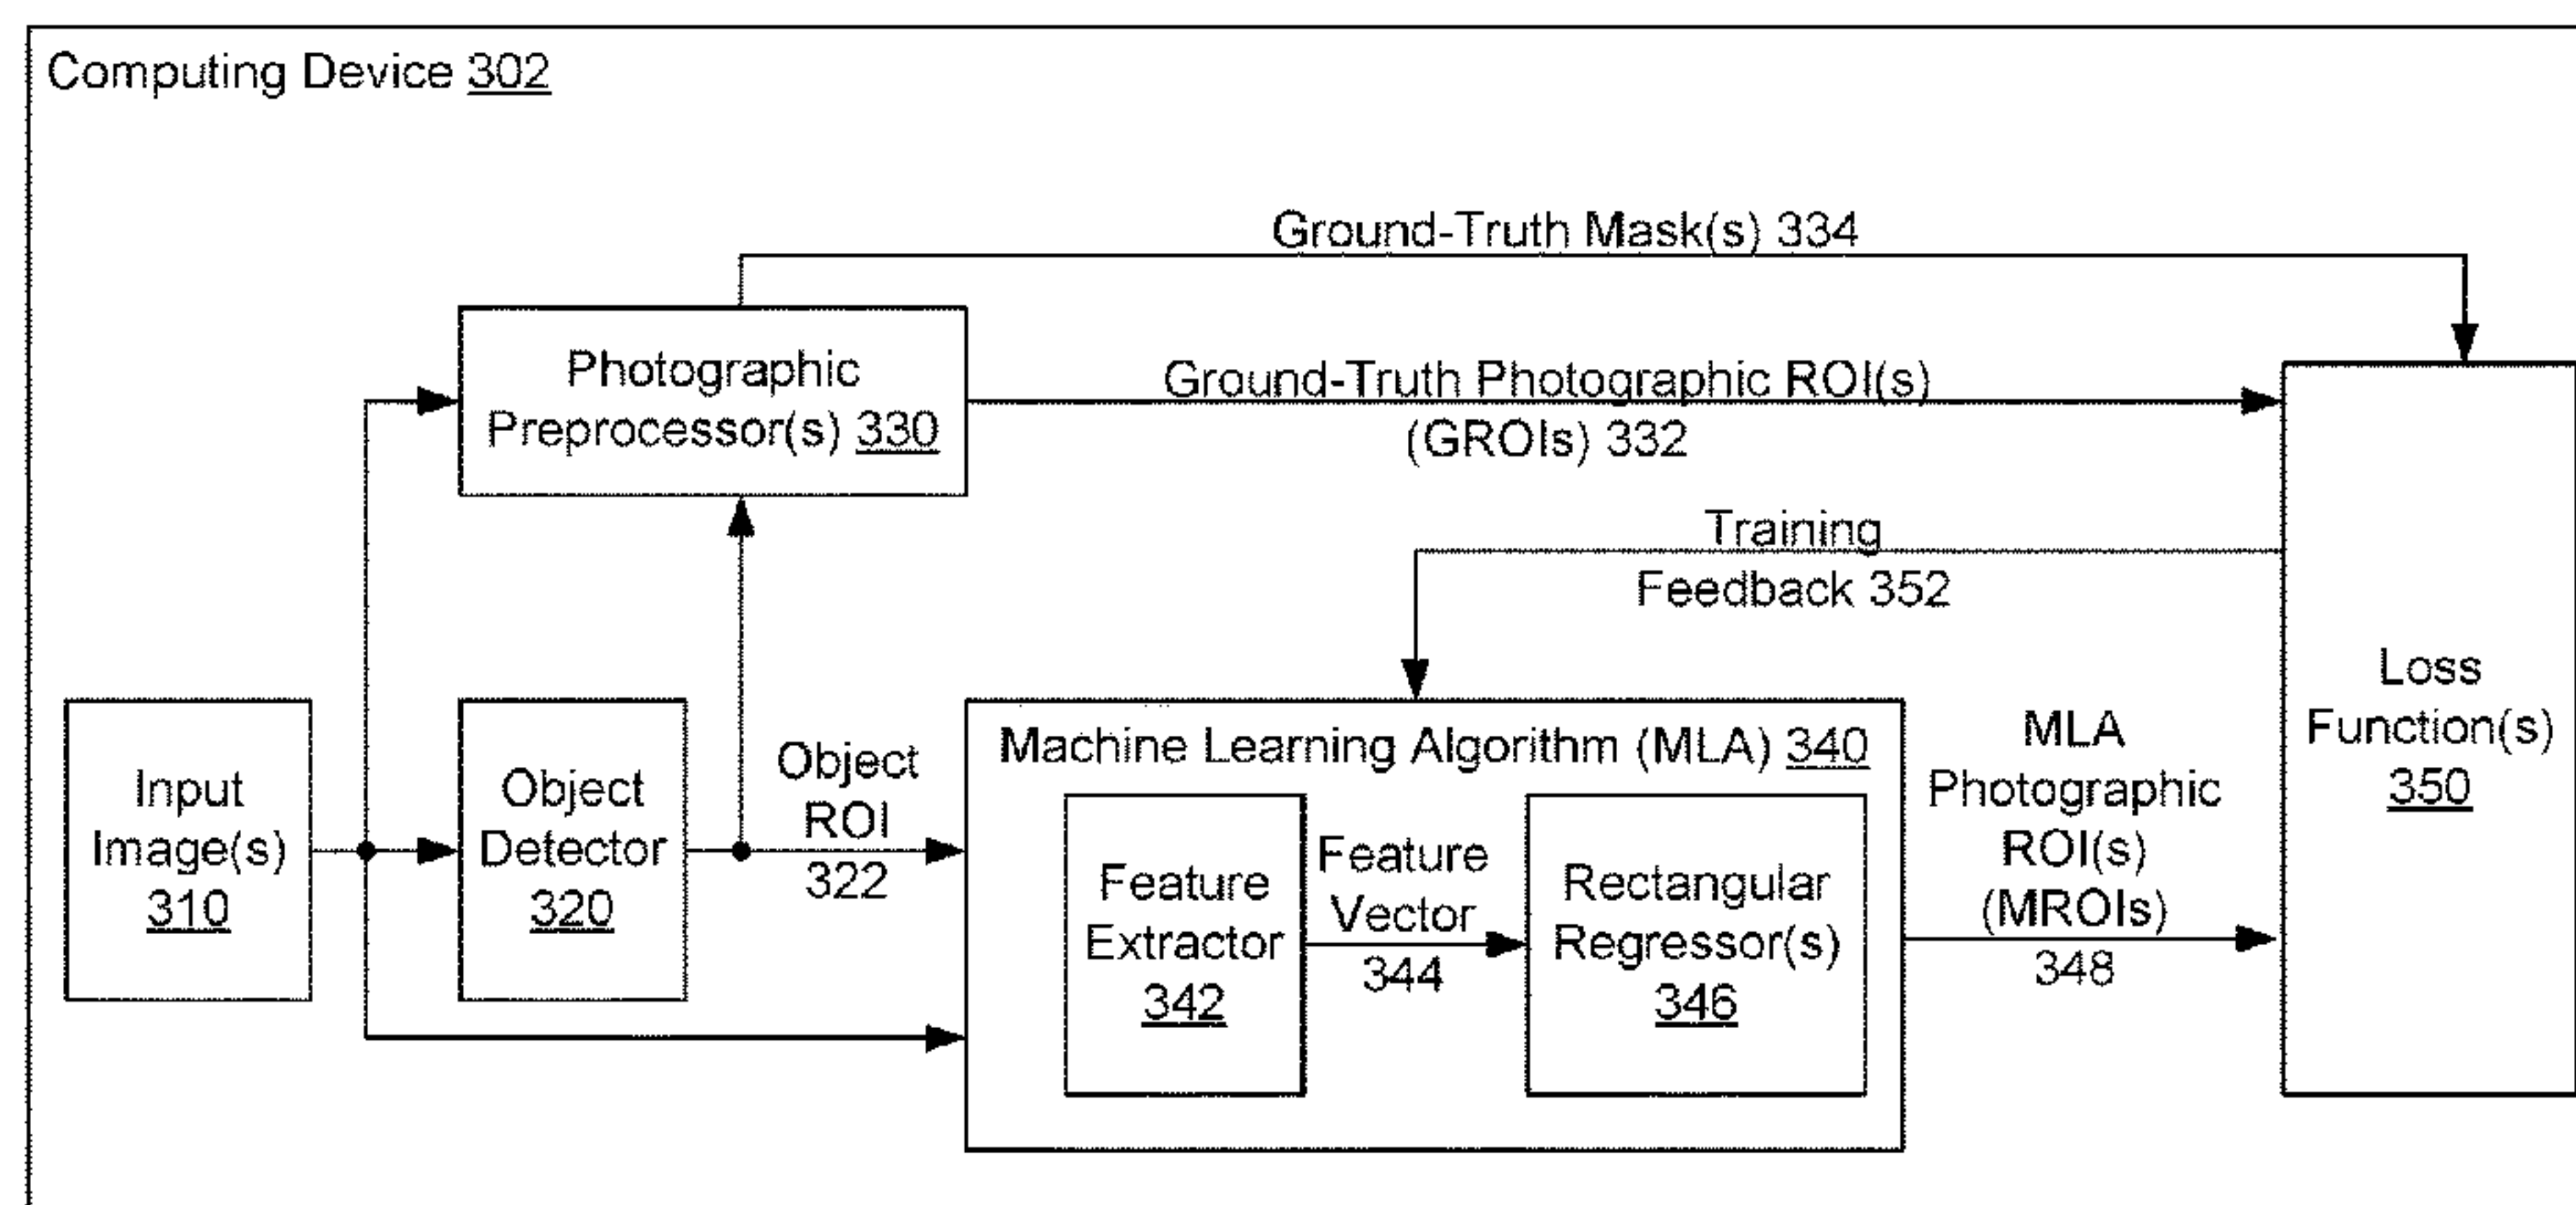 Computing Device 302
Ground-Truth Mask(s) 334
Photographic
Preprocessor(s) 330
Ground-Truth Photographic ROI(s)
(GROIs) 332
Training
Feedback 352
Input
Image(s)
310
Object
Detector
320
Object
ROI
322
Machine Learning Algorithm (MLA) 340
Feature
Extractor
342
Feature
Vector
344
Rectangular
Regressor(s)
346
MLA
Photographic
ROI(s)
(MROIs)
348
Loss
Function(s)
350